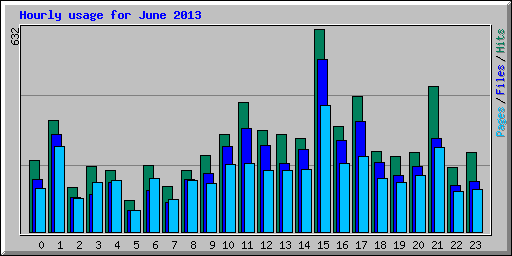 Hourly usage for June 2013
632
Pages/Files/Hits
0 1 2 3 4 5 6 7 8 9 10 11 12 13 14 15 16 17 18 19 20 21 22 23